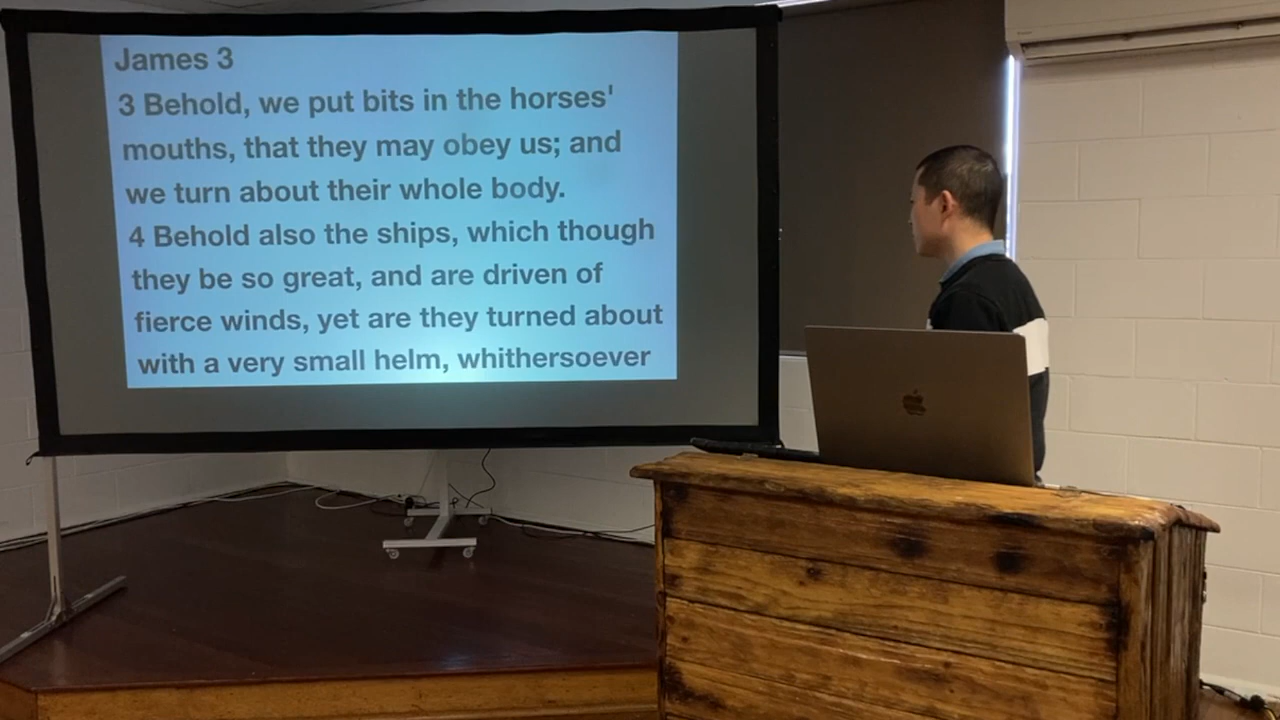 James 3
3 Behold, we put bits in the horses'
mouths, that they may obey us; and
we turn about their whole body.
4 Behold also the ships, which though
they be so great, and are driven of
fierce winds, yet are they turned about
with a very small helm, whithersoever